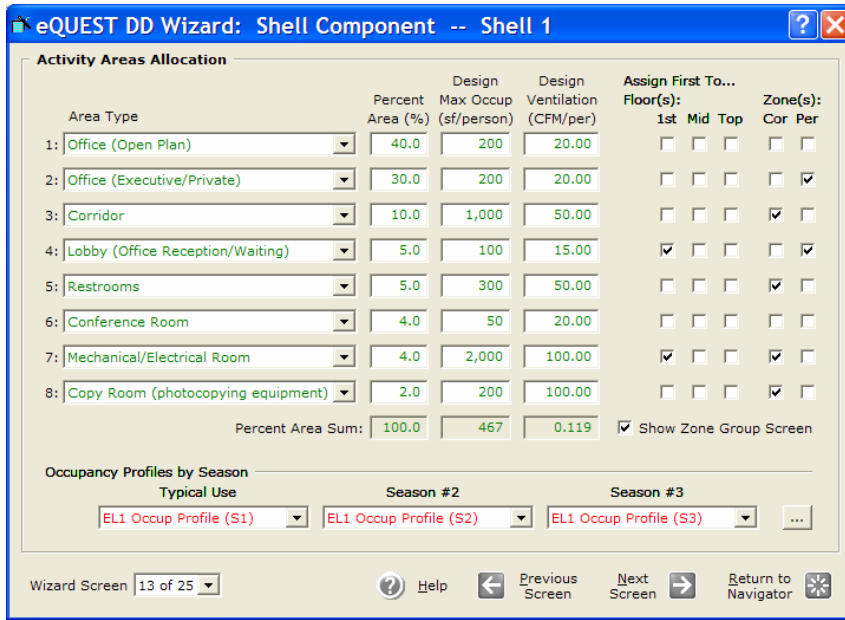 eQUEST DD Wizard: Shell Component -- Shell 1
?
X
Activity Areas Allocation
Design Design Assign First To...
Percent Max Occup Ventilation Floor(s): Zone(s):
Area Type Area (%) (sf/person) (CFM/per) 1st Mid Top Cor Per
1: Office (Open Plan) 40.0 200 20.00
2: Office (Executive/Private) 30.0 200 20.00
3: Corridor 10.0 1,000 50.00
4: Lobby (Office Reception/Waiting) 5.0 100 15.00
5: Restrooms 5.0 300 50.00
6: Conference Room 4.0 50 20.00
7: Mechanical/Electrical Room 4.0 2,000 100.00
8: Copy Room (photocopying equipment) 2.0 200 100.00
Percent Area Sum: 100.0 467 0.119 Show Zone Group Screen
Occupancy Profiles by Season
Typical Use Season #2 Season #3
EL1 Occup Profile (S1) EL1 Occup Profile (S2) EL1 Occup Profile (S3) ...
Wizard Screen 13 of 25 ? Help Previous Screen Next Screen Return to Navigator